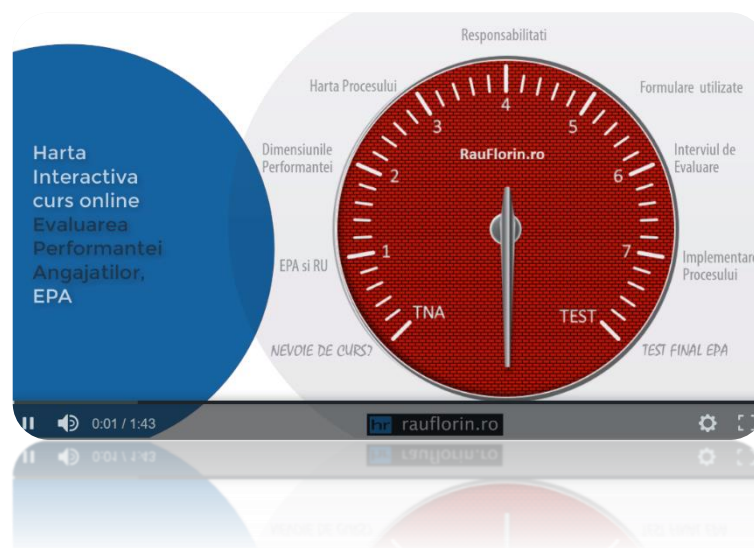 Harta
Interactiva
curs online
Evaluarea
Performantei
Angajatilor,
EPA
Responsabilitati
Harta Procesului
Formulare utilizate
Dimensiunile
Performantei
Interviul de
Evaluare
EPA si RU
Implementare
Procesului
NEVOIE DE CURS?
TEST FINAL EPA
RauFlorin.ro
1
2
3
4
5
6
7
TNA
TEST
0:01 / 1:43
hr rauflorin.ro